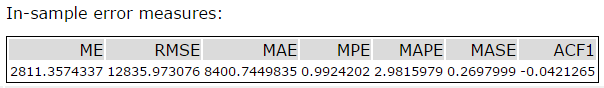 In-sample error measures:
ME RMSE MAE MPE MAPE MASE ACF1
2811.3574337 12835.973076 8400.7449835 0.9924202 2.9815979 0.2697999 -0.0421265